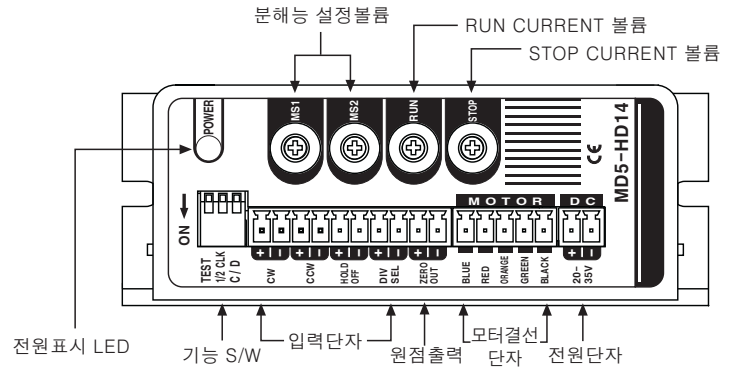 분해능 설정볼륨
RUN CURRENT 볼륨
STOP CURRENT 볼륨
POWER
MS1
MS2
RUN
STOP
CE
MD5-HD14
ON
MOTOR
DC
TEST
1/2 CLK
C / D
+ -
CW
+ -
CCW
+ -
HOLD
OFF
+ -
DIV
SEL
+ -
ZERO
OUT
BLUE
RED
ORANGE
GREEN
BLACK
+ -
20-
35V
전원표시 LED
기능 S/W
입력단자
원점출력
모터결선
단자
전원단자